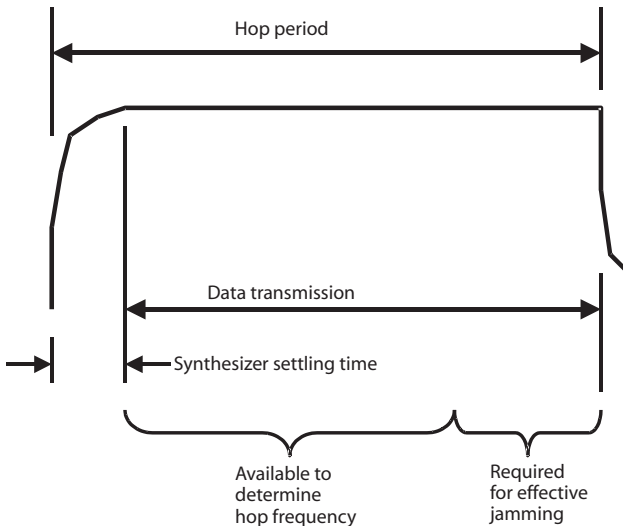 Hop period
Data transmission
Synthesizer settling time
Available to
determine
hop frequency
Required
for effective
jamming